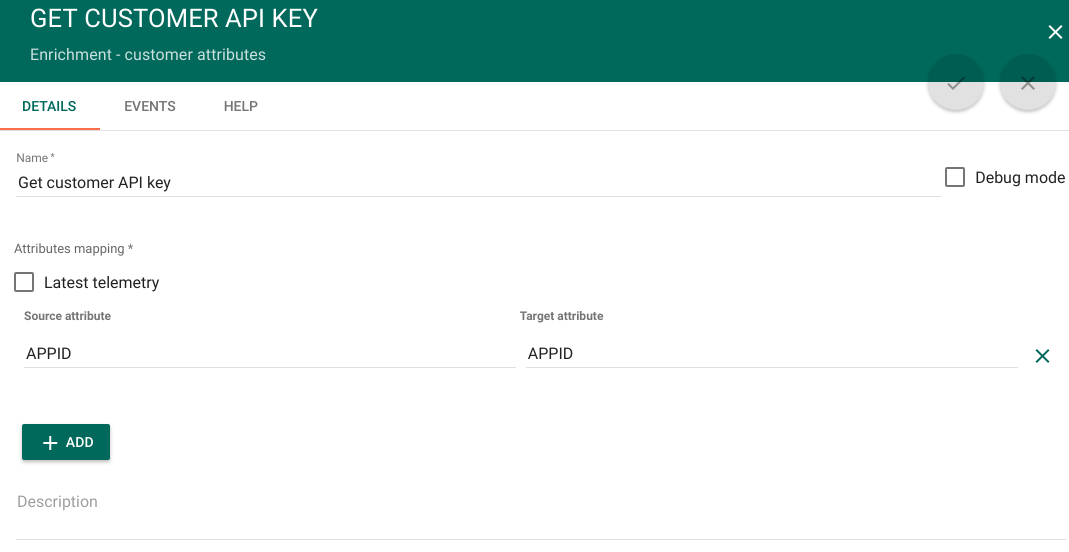 GET CUSTOMER API KEY
Enrichment - customer attributes
DETAILS EVENTS HELP
Name *
Get customer API key
Debug mode
Attributes mapping *
Latest telemetry
Source attribute Target attribute
APPID APPID
ADD
Description